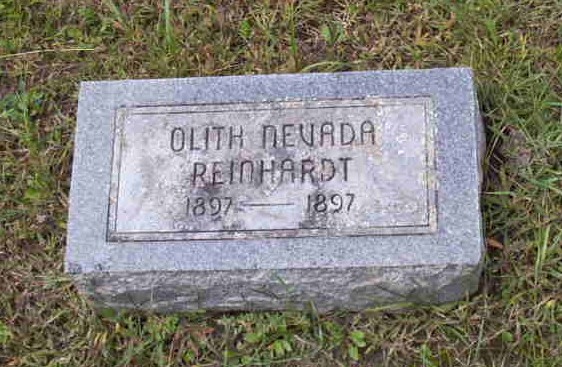 OLITH NEVADA
REINHARDT
1897 — 1897